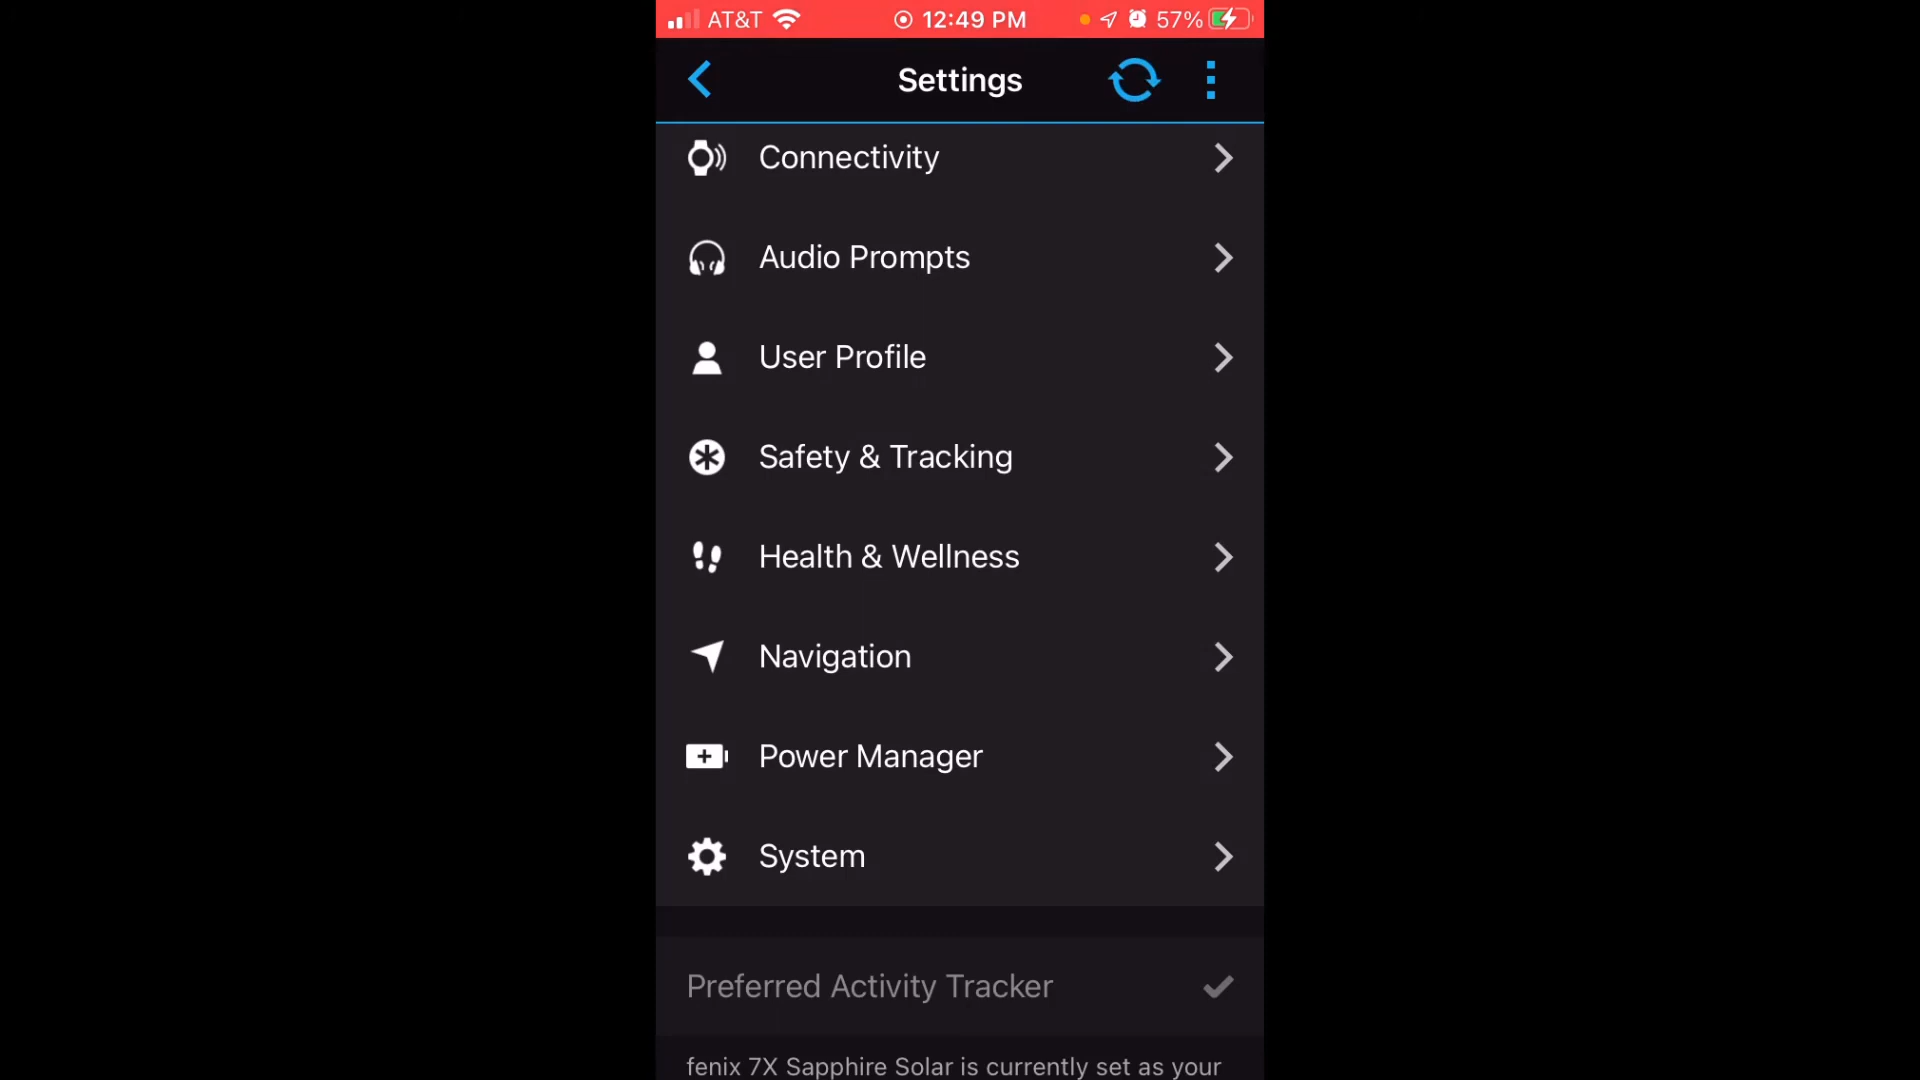 AT&T 12:49 PM 57%
Settings
Connectivity
Audio Prompts
User Profile
Safety & Tracking
Health & Wellness
Navigation
Power Manager
System
Preferred Activity Tracker
fenix 7X Sapphire Solar is currently set as your